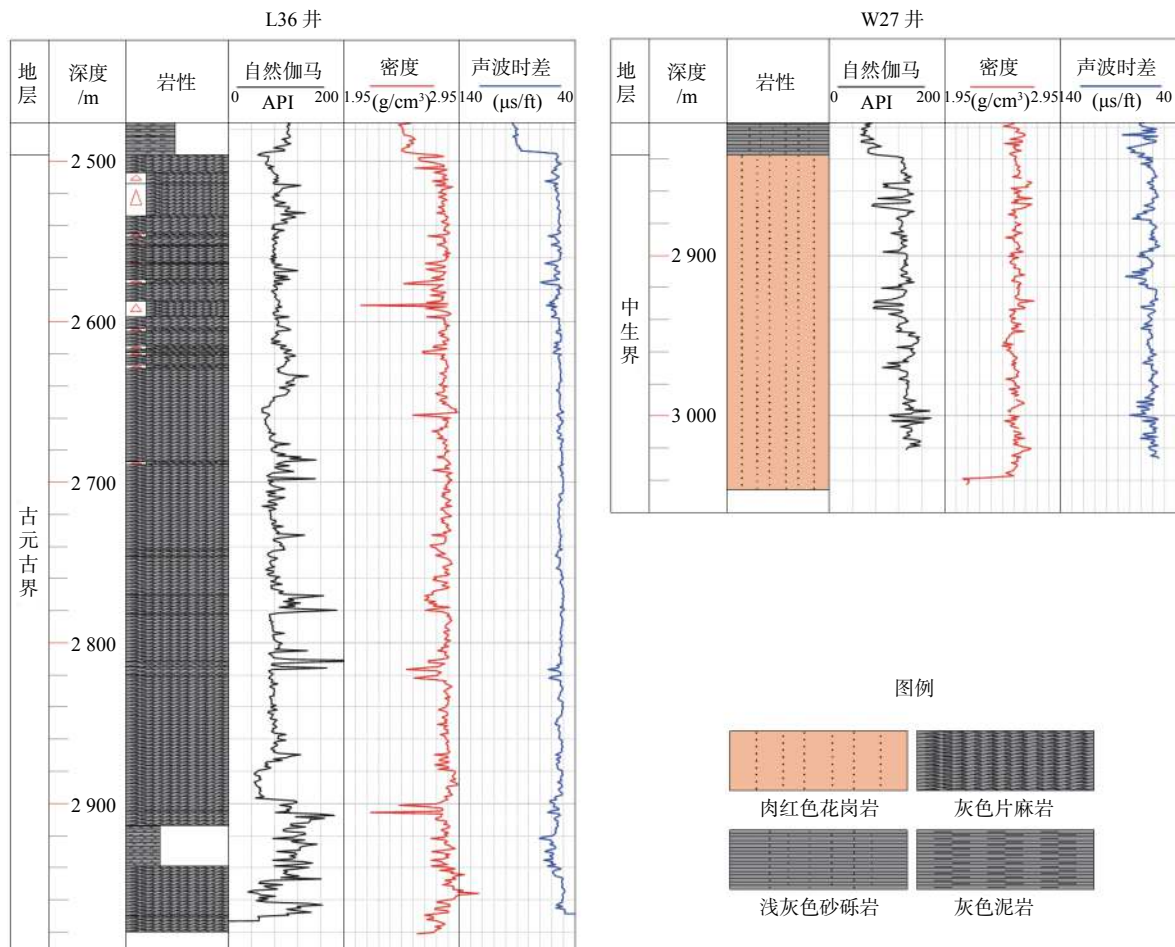 L36 井
地层
深度
/m
岩性
自然伽马
0 API 200
密度
1.95 (g/cm³) 2.95
声波时差
140 (μs/ft) 40
2 500
2 600
2 700
2 800
2 900
古元古界
W27 井
地层
深度
/m
岩性
自然伽马
0 API 200
密度
1.95 (g/cm³) 2.95
声波时差
140 (μs/ft) 40
2 900
3 000
中生界
图例
肉红色花岗岩
灰色片麻岩
浅灰色砂砾岩
灰色泥岩